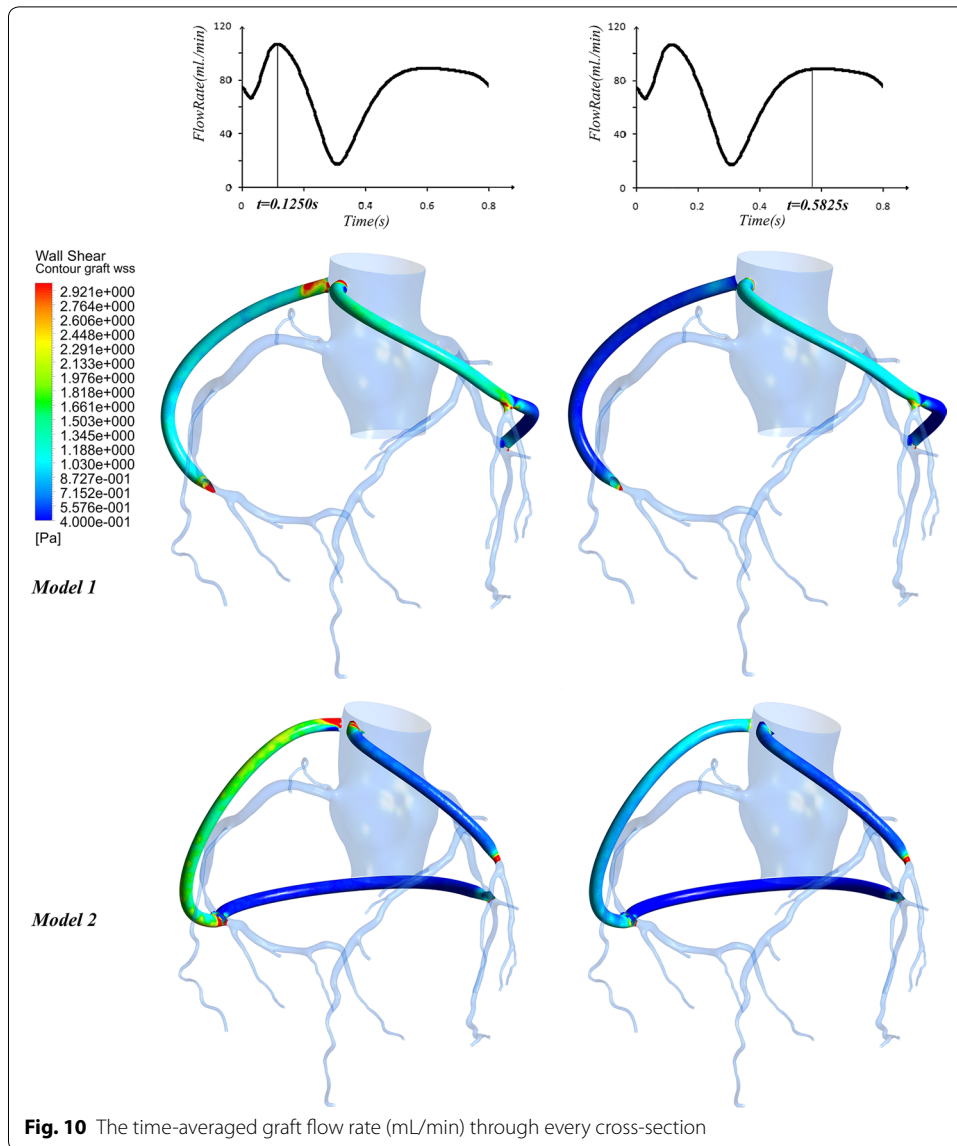 120
80
40
0
FlowRate(mL/min)
0
0.2
0.4
0.6
0.8
t=0.1250s
Time(s)
120
80
40
0
FlowRate(mL/min)
0
0.2
0.4
0.6
0.8
t=0.5825s
Time(s)
Wall Shear
Contour graft wss
2.921e+000
2.764e+000
2.606e+000
2.448e+000
2.291e+000
2.133e+000
1.976e+000
1.818e+000
1.661e+000
1.503e+000
1.345e+000
1.188e+000
1.030e+000
8.727e-001
7.152e-001
5.576e-001
4.000e-001
[Pa]
Model 1
Model 2
Fig. 10 The time-averaged graft flow rate (mL/min) through every cross-section